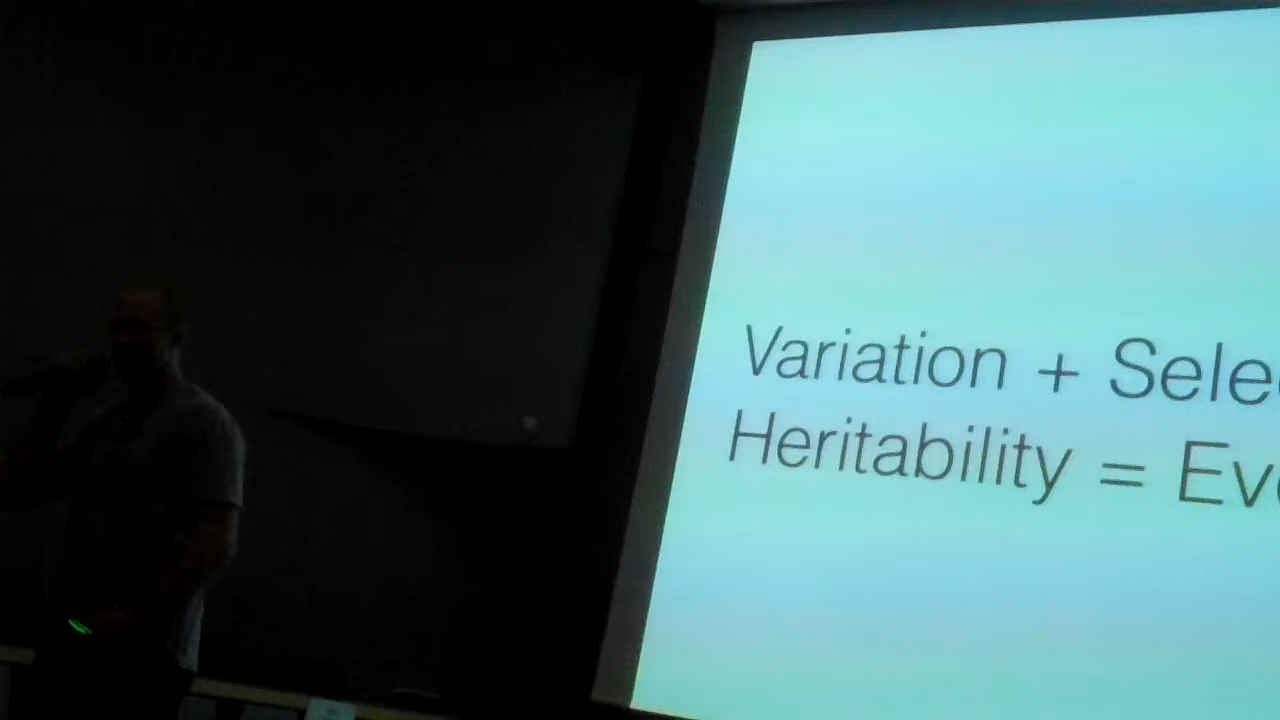 Variation + Sele
Heritability = Ev